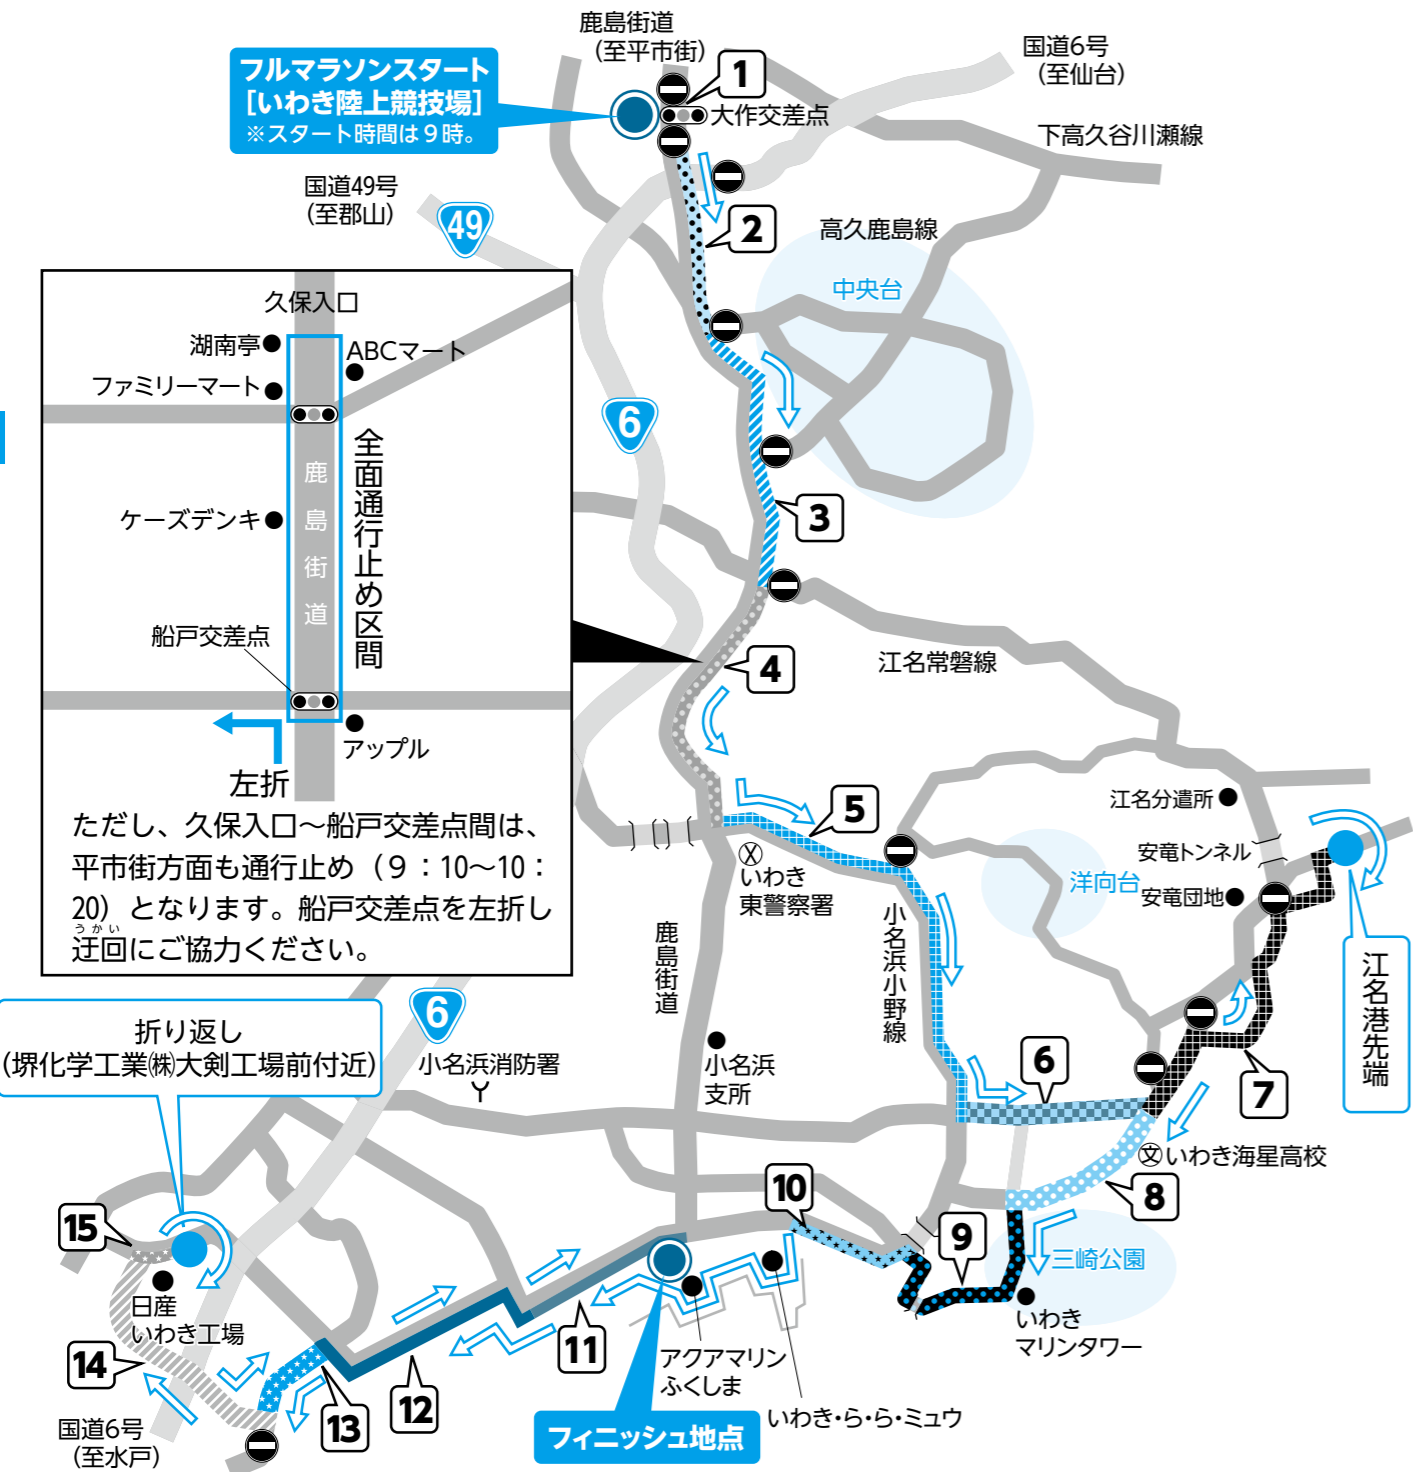 鹿島街道
（至平市街）
国道6号
（至仙台）
フルマラソンスタート
［いわき陸上競技場］
※スタート時間は９時。
1
大作交差点
下高久谷川瀬線
国道49号
（至郡山）
49
2
高久鹿島線
中央台
久保入口
湖南亭
ABCマート
ファミリーマート
全面通行止め区間
鹿島街道
ケーズデンキ
船戸交差点
アップル
左折
ただし、久保入口～船戸交差点間は、
平市街方面も通行止め（９：10～10：
20）となります。船戸交差点を左折し
うかい
迂回にご協力ください。
6
3
4
江名常磐線
5
江名分遣所
いわき
東警察署
安竜トンネル
洋向台
安竜団地
鹿島街道
小名浜小野線
江名港先端
折り返し
(堺化学工業㈱大剣工場前付近)
6
小名浜消防署
小名浜
支所
6
7
文
いわき海星高校
8
10
9
三崎公園
15
日産
いわき工場
いわき
マリンタワー
14
11
アクアマリン
ふくしま
いわき・ら・ら・ミュウ
12
13
フィニッシュ地点
国道6号
（至水戸）